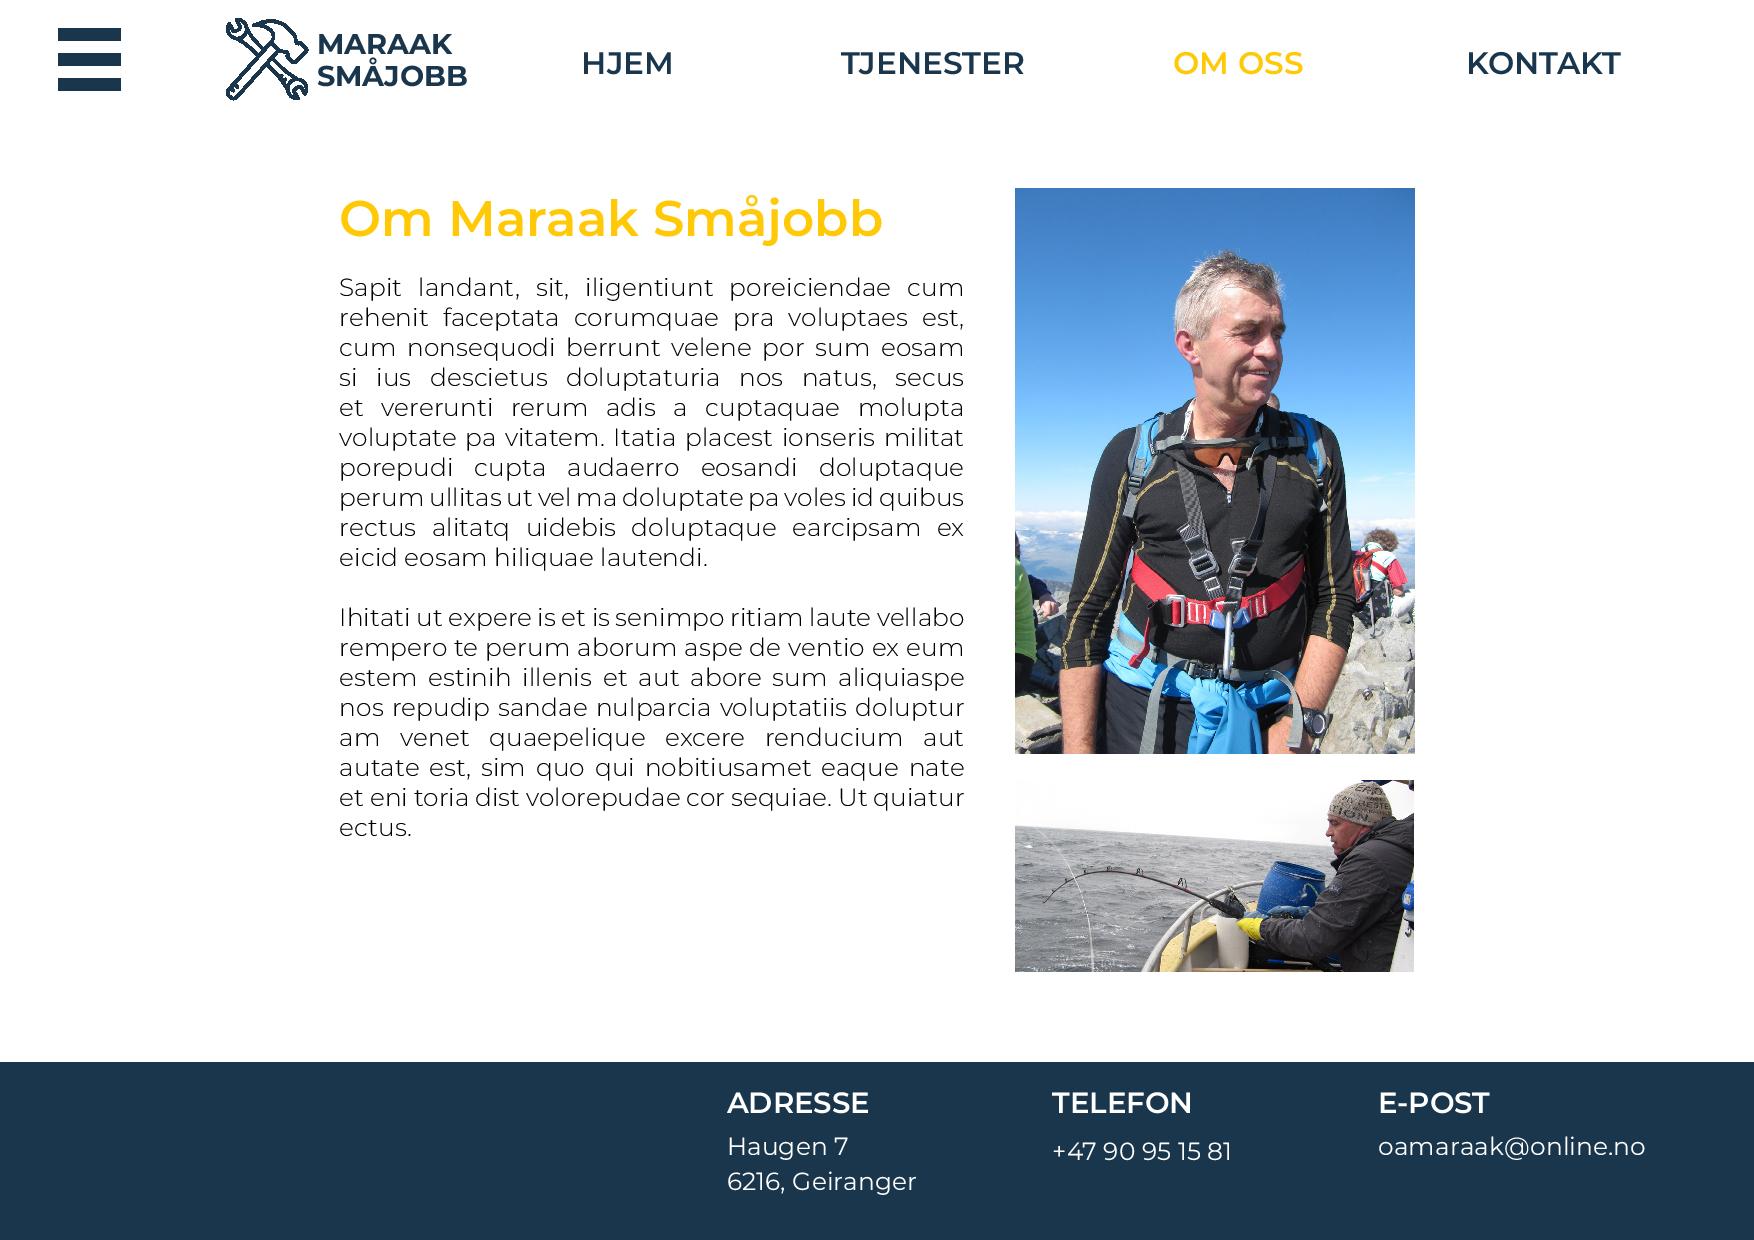 MARAAK
SMÅJOBB
HJEM
TJENESTER
OM OSS
KONTAKT
Om Maraak Småjobb
Sapit landant, sit, iligentiunt poreiciendae cum
rehenit faceptata corumquae pra voluptaes est,
cum nonsequodi berrunt velene por sum eosam
si ius descietus doluptaturia nos natus, secus
et vererunti rerum adis a cuptaquae molupta
voluptate pa vitatem. Itatia placest ionseris militat
porepudi cupta audaerro eosandi doluptaque
perum ullitas ut vel ma doluptate pa voles id quibus
rectus alitatq uidebis doluptaque earcipsam ex
eicid eosam hiliquae lautendi.
Ihitati ut expere is et is senimpo ritiam laute vellabo
rempero te perum aborum aspe de ventio ex eum
estem estinih illenis et aut abore sum aliquiaspe
nos repudip sandae nulparcia voluptatiis doluptur
am venet quaepelique excere renducium aut
autate est, sim quo qui nobitiusamet eaque nate
et eni toria dist volorepudae cor sequiae. Ut quiatur
ectus.
ADRESSE
Haugen 7
6216, Geiranger
TELEFON
+47 90 95 15 81
E-POST
oamaraak@online.no